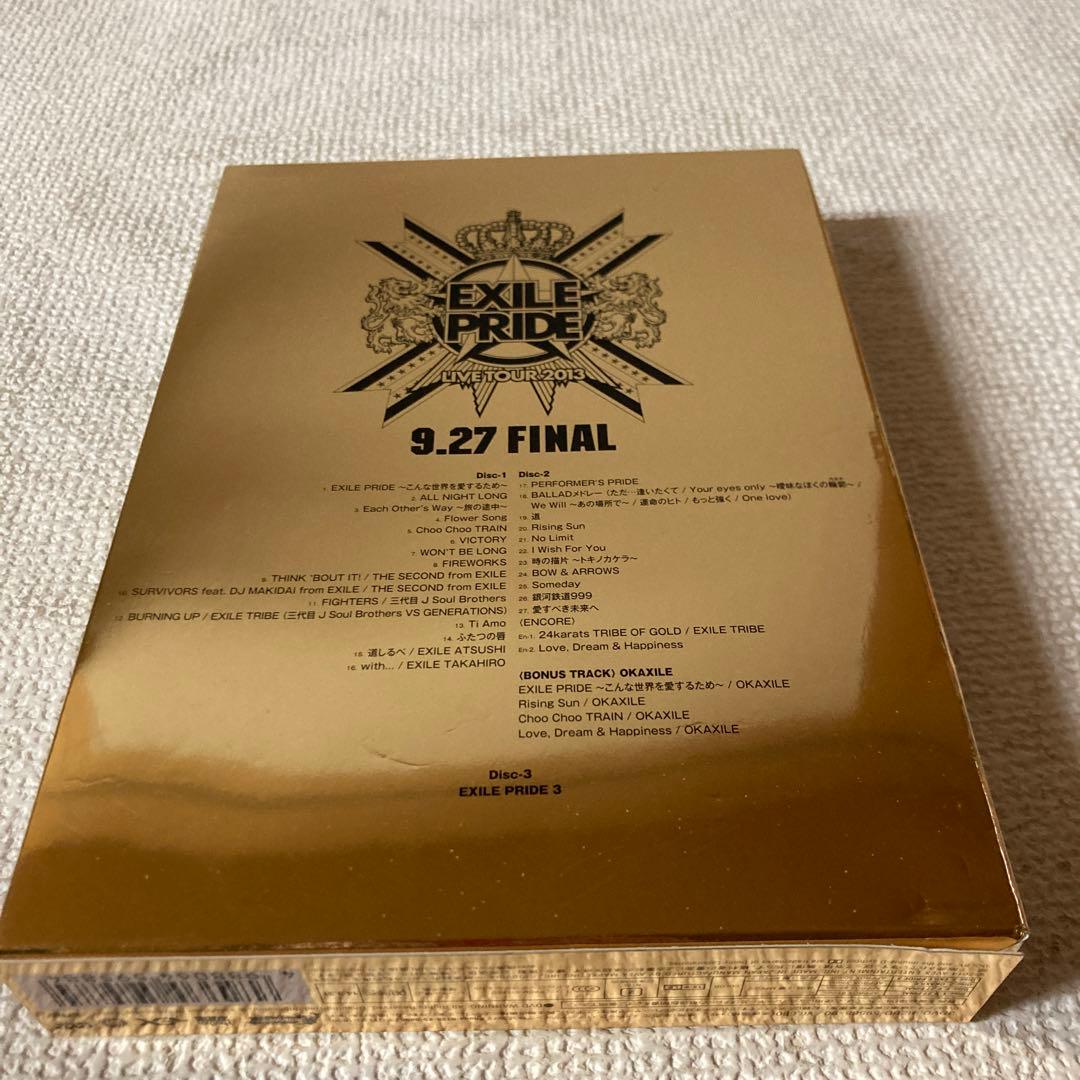 EXILE
PRIDE
LIVE TOUR 2013
9.27 FINAL
Disc-1
1. EXILE PRIDE ～こんな世界を愛するため～
2. ALL NIGHT LONG
3. Each Other's Way ～旅の途中～
4. Flower Song
5. Choo Choo TRAIN
6. VICTORY
7. WON'T BE LONG
8. FIREWORKS
9. THINK 'BOUT IT! / THE SECOND from EXILE
10. SURVIVORS feat. DJ MAKIDAI from EXILE / THE SECOND from EXILE
11. FIGHTERS / 三代目 J Soul Brothers
12. BURNING UP / EXILE TRIBE (三代目 J Soul Brothers VS GENERATIONS)
13. Ti Amo
14. ふたつの唇
15. 道しるべ / EXILE ATSUSHI
16. with... / EXILE TAKAHIRO
Disc-2
17. PERFORMER'S PRIDE
18. BALLADメドレー (ただ…逢いたくて / Your eyes only ～曖昧なぼくの輪郭～ /
We Will ～あの場所で～ / 運命のヒト / もっと強く / One love)
19. 道
20. Rising Sun
21. No Limit
22. I Wish For You
23. 時の描片 ～トキノカケラ～
24. BOW & ARROWS
25. Someday
26. 銀河鉄道999
27. 愛すべき未来へ
〈ENCORE〉
En-1. 24karats TRIBE OF GOLD / EXILE TRIBE
En-2. Love, Dream & Happiness
〈BONUS TRACK〉 OKAXILE
EXILE PRIDE ～こんな世界を愛するため～ / OKAXILE
Rising Sun / OKAXILE
Choo Choo TRAIN / OKAXILE
Love, Dream & Happiness / OKAXILE
Disc-3
EXILE PRIDE 3